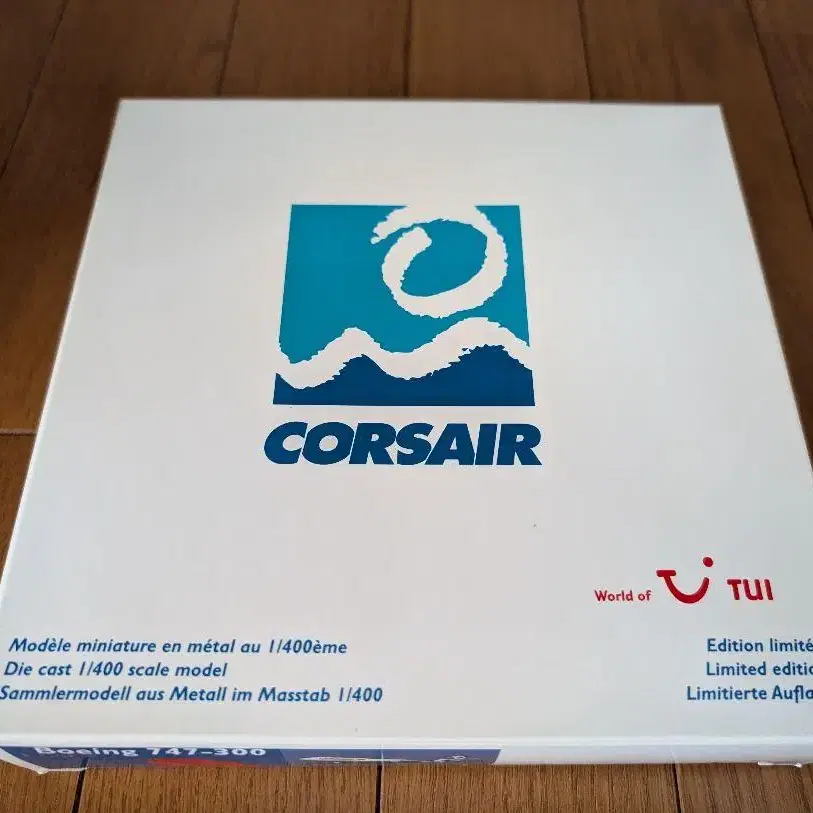 CORSAIR
World of TUI
Modèle miniature en métal au 1/400ème
Die cast 1/400 scale model
Sammlermodell aus Metall im Masstab 1/400
Edition limité
Limited editio
Limitierte Aufla
Boeing 747-300